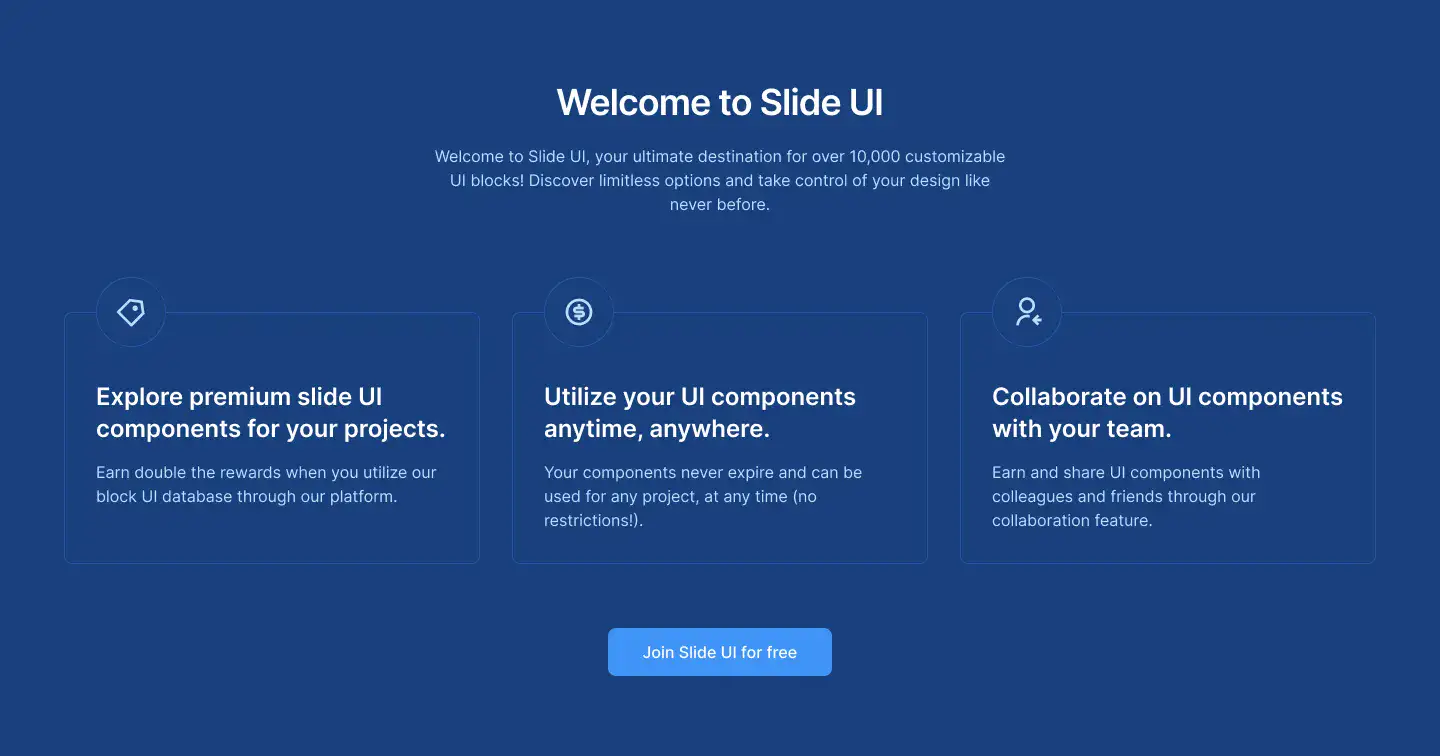 Welcome to Slide UI
Welcome to Slide UI, your ultimate destination for over 10,000 customizable
UI blocks! Discover limitless options and take control of your design like
never before.
Explore premium slide UI
components for your projects.
Earn double the rewards when you utilize our
block UI database through our platform.
Utilize your UI components
anytime, anywhere.
Your components never expire and can be
used for any project, at any time (no
restrictions!).
Collaborate on UI components
with your team.
Earn and share UI components with
colleagues and friends through our
collaboration feature.
Join Slide UI for free